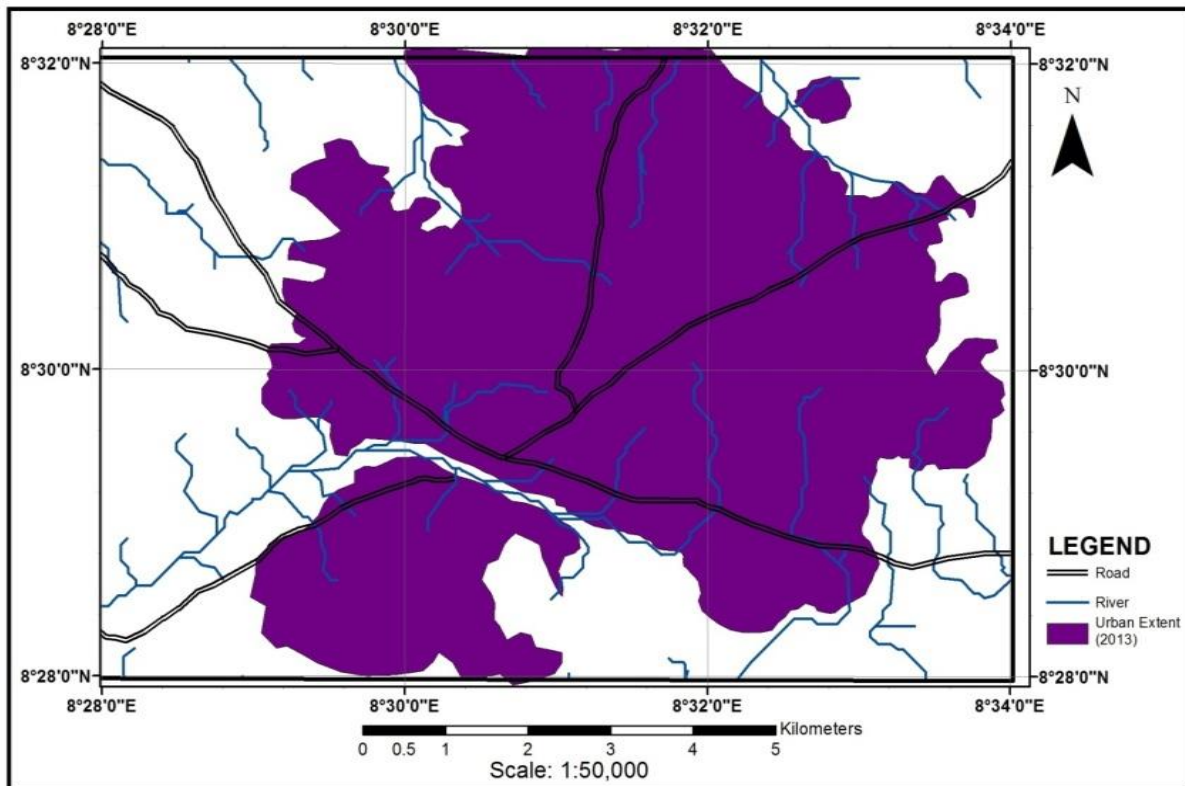 8°28'0"E 8°30'0"E 8°32'0"E 8°34'0"E
8°32'0"N 8°32'0"N
N
8°30'0"N 8°30'0"N
LEGEND
Road
River
Urban Extent
(2013)
8°28'0"N 8°28'0"N
8°28'0"E 8°30'0"E 8°32'0"E 8°34'0"E
Kilometers
0 0.5 1 2 3 4 5
Scale: 1:50,000